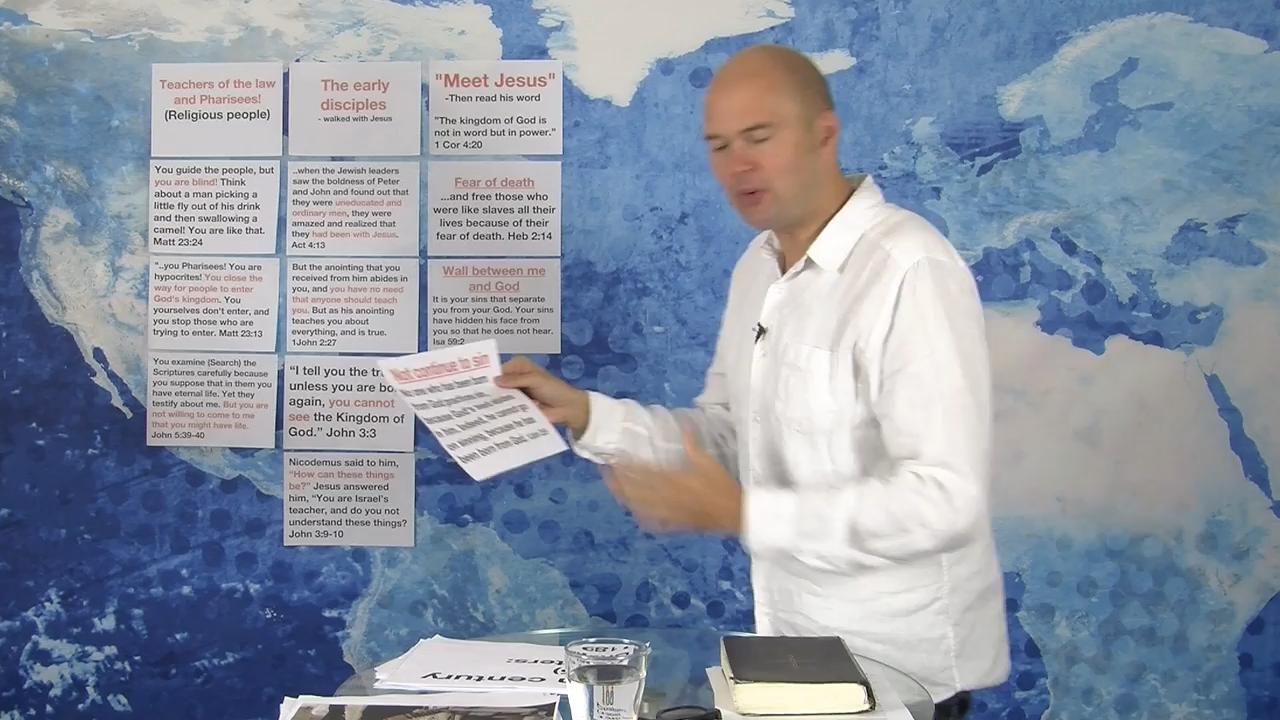 Teachers of the law
and Pharisees!
(Religious people)
You guide the people, but
you are blind! Think
about a man picking a
little fly out of his drink
and then swallowing a
camel! You are like that.
Matt 23:24
"..you Pharisees! You are
hypocrites! You close the
way for people to enter
God's kingdom. You
yourselves don't enter, and
you stop those who are
trying to enter. Matt 23:13
You examine (Search) the
Scriptures carefully because
you suppose that in them you
have eternal life. Yet they
testify about me. But you are
not willing to come to me
that you might have life.
John 5:39-40
The early
disciples
- walked with Jesus
..when the Jewish leaders
saw the boldness of Peter
and John and found out that
they were uneducated and
ordinary men, they were
amazed and realized that
they had been with Jesus.
Act 4:13
But the anointing that you
received from him abides in
you, and you have no need
that anyone should teach
you. But as his anointing
teaches you about
everything, and is true.
1John 2:27
"I tell you the
unless you are
again, you cannot
see the Kingdom of
God." John 3:3
Nicodemus said to him,
"How can these things
be?" Jesus answered
him, "You are Israel's
teacher, and do you not
understand these things?
John 3:9-10
"Meet Jesus"
-Then read his word
"The kingdom of God is
not in word but in power."
1 Cor 4:20
Fear of death
...and free those who
were like slaves all their
lives because of their
fear of death. Heb 2:14
Wall between me
and God
It is your sins that separate
you from your God. Your sins
have hidden his face from
you so that he does not hear.
Isa 59:2
Not continue to sin
been born from God.
century